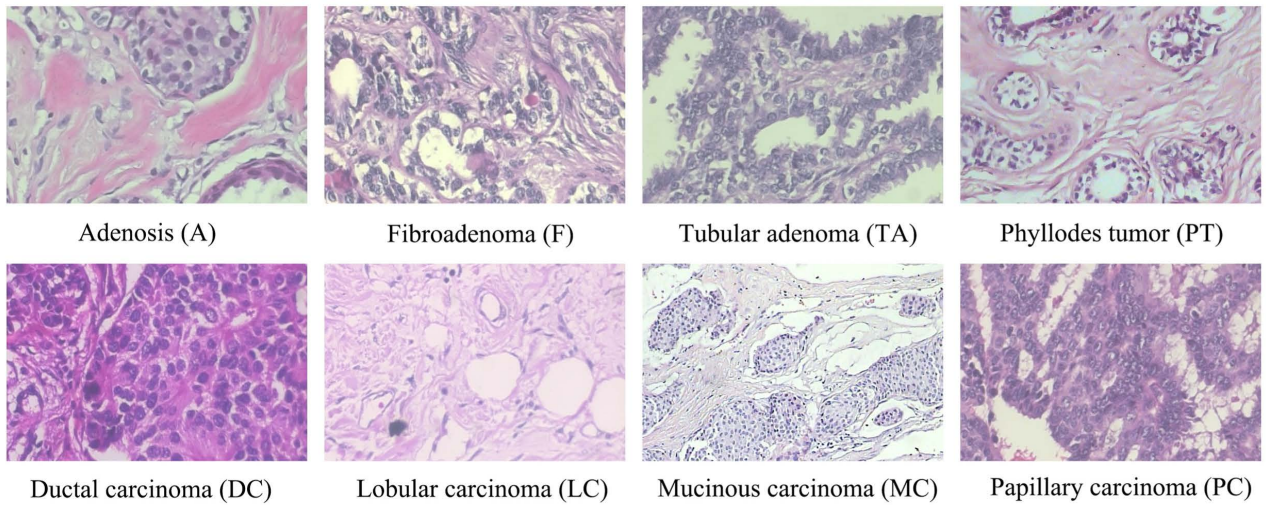 Adenosis (A)
Fibroadenoma (F)
Tubular adenoma (TA)
Phyllodes tumor (PT)
Ductal carcinoma (DC)
Lobular carcinoma (LC)
Mucinous carcinoma (MC)
Papillary carcinoma (PC)